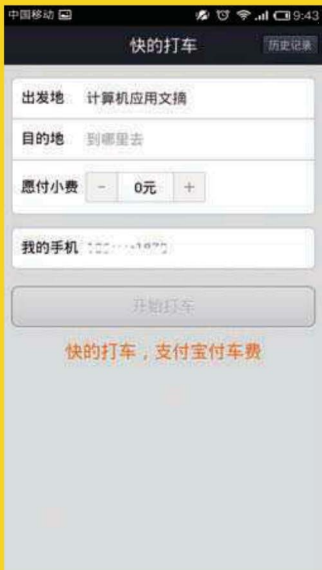 中国移动 9:43
快的打车 历史记录
出发地 计算机应用文摘
目的地 到哪里去
愿付小费 - 0元 +
我的手机
开始打车
快的打车，支付宝付车费